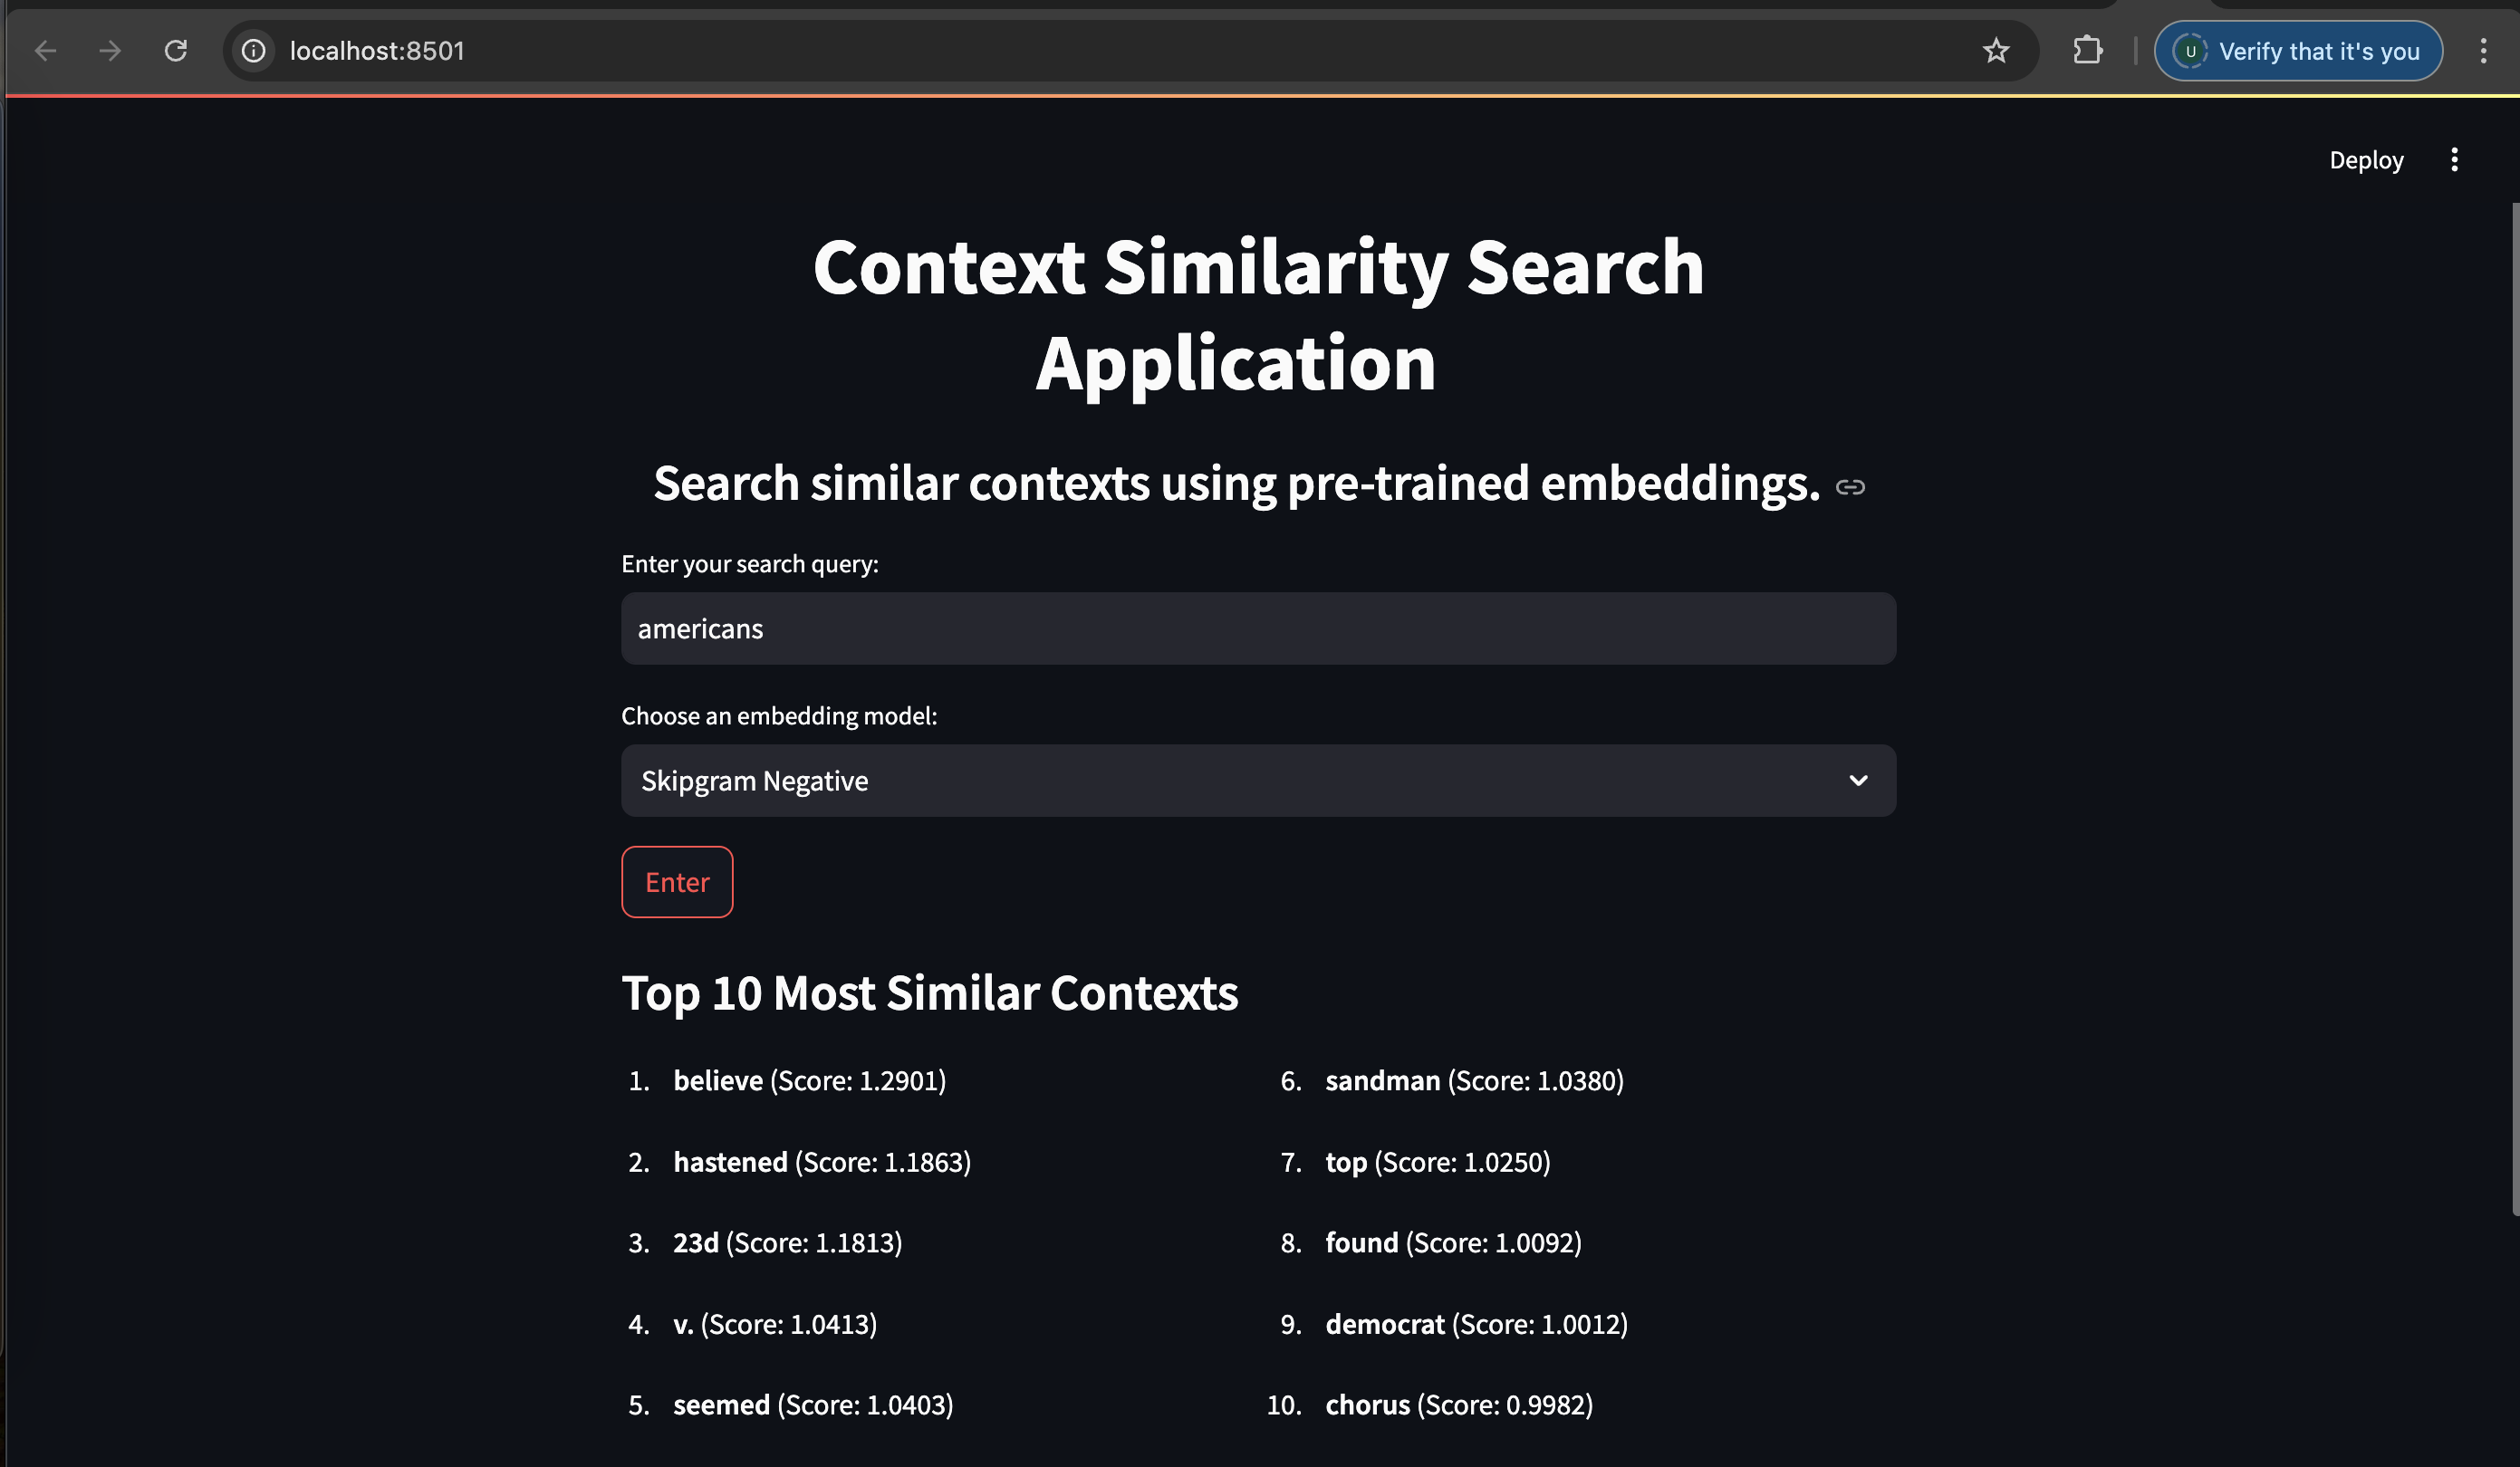 localhost:8501
U Verify that it's you
Deploy
Context Similarity Search
Application
Search similar contexts using pre-trained embeddings.
Enter your search query:
americans
Choose an embedding model:
Skipgram Negative
Enter
Top 10 Most Similar Contexts
1. believe (Score: 1.2901)
2. hastened (Score: 1.1863)
3. 23d (Score: 1.1813)
4. v. (Score: 1.0413)
5. seemed (Score: 1.0403)
6. sandman (Score: 1.0380)
7. top (Score: 1.0250)
8. found (Score: 1.0092)
9. democrat (Score: 1.0012)
10. chorus (Score: 0.9982)